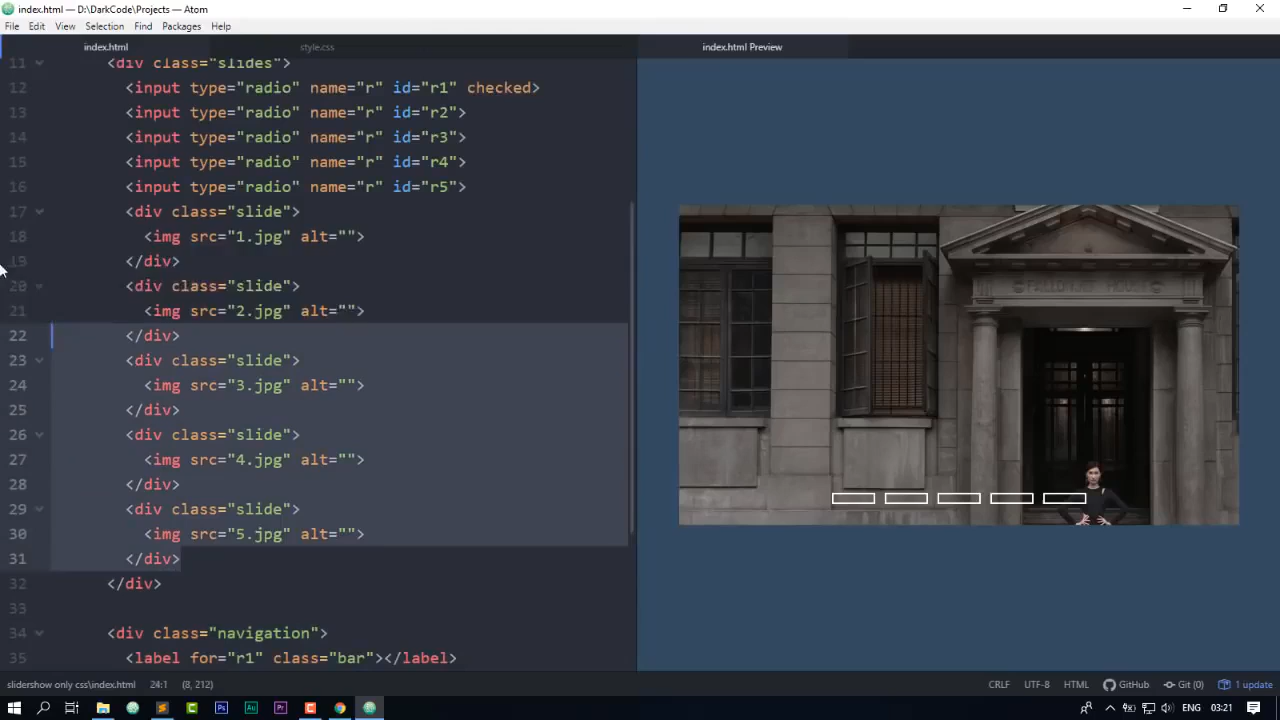 index.html — D:\DarkCode\Projects — Atom
File Edit View Selection Find Packages Help
index.html style.css index.html Preview
11 <div class="slides">
12 <input type="radio" name="r" id="r1" checked>
13 <input type="radio" name="r" id="r2">
14 <input type="radio" name="r" id="r3">
15 <input type="radio" name="r" id="r4">
16 <input type="radio" name="r" id="r5">
17 <div class="slide">
18 <img src="1.jpg" alt="">
19 </div>
20 <div class="slide">
21 <img src="2.jpg" alt="">
22 </div>
23 <div class="slide">
24 <img src="3.jpg" alt="">
25 </div>
26 <div class="slide">
27 <img src="4.jpg" alt="">
28 </div>
29 <div class="slide">
30 <img src="5.jpg" alt="">
31 </div>
32 </div>
33
34 <div class="navigation">
35 <label for="r1" class="bar"></label>
slideshow only css\index.html 24:1 (8, 212) CRLF UTF-8 HTML GitHub Git (0) 1 update
ENG 03:21